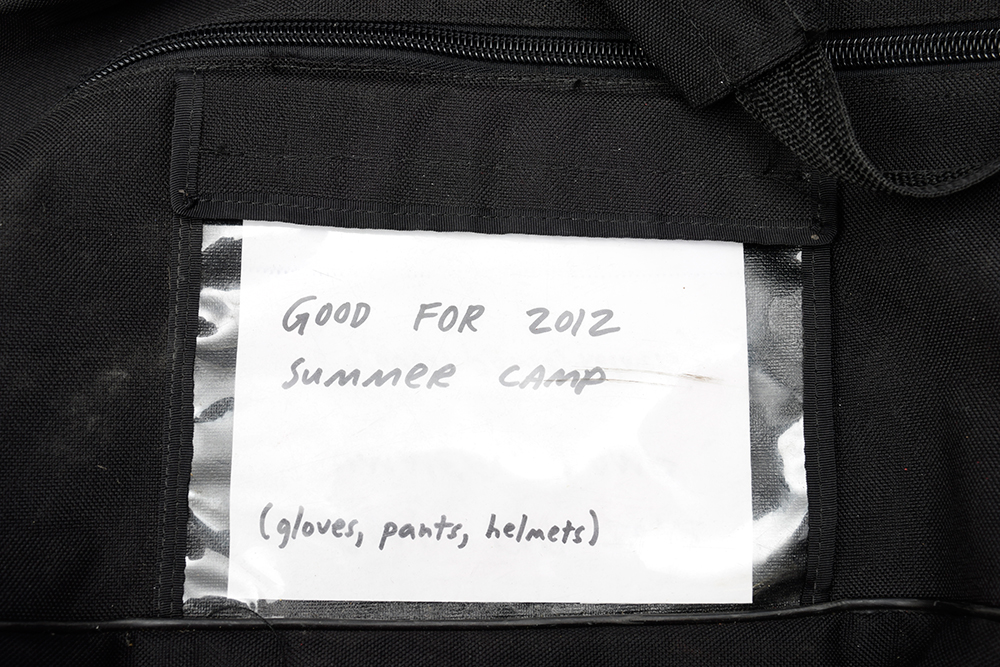 GOOD FOR 2012
SUMMER CAMP
(gloves, pants, helmets)